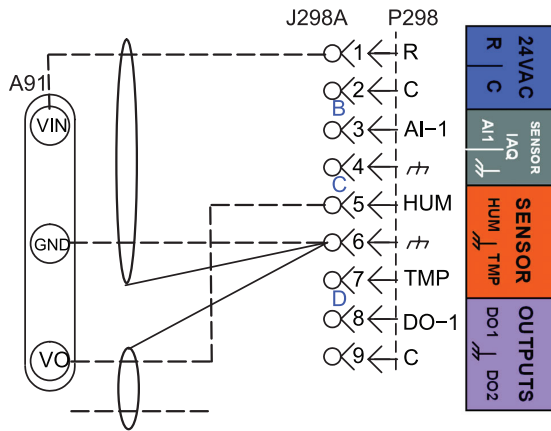 J298A P298
A91
VIN
GND
VO
1 R
2 C
B
3 AI-1
4
C
5 HUM
6
7 TMP
D
8 DO-1
9 C
24VAC
R C
SENSOR
IAQ
AI1
SENSOR
HUM TMP
OUTPUTS
DO1 DO2